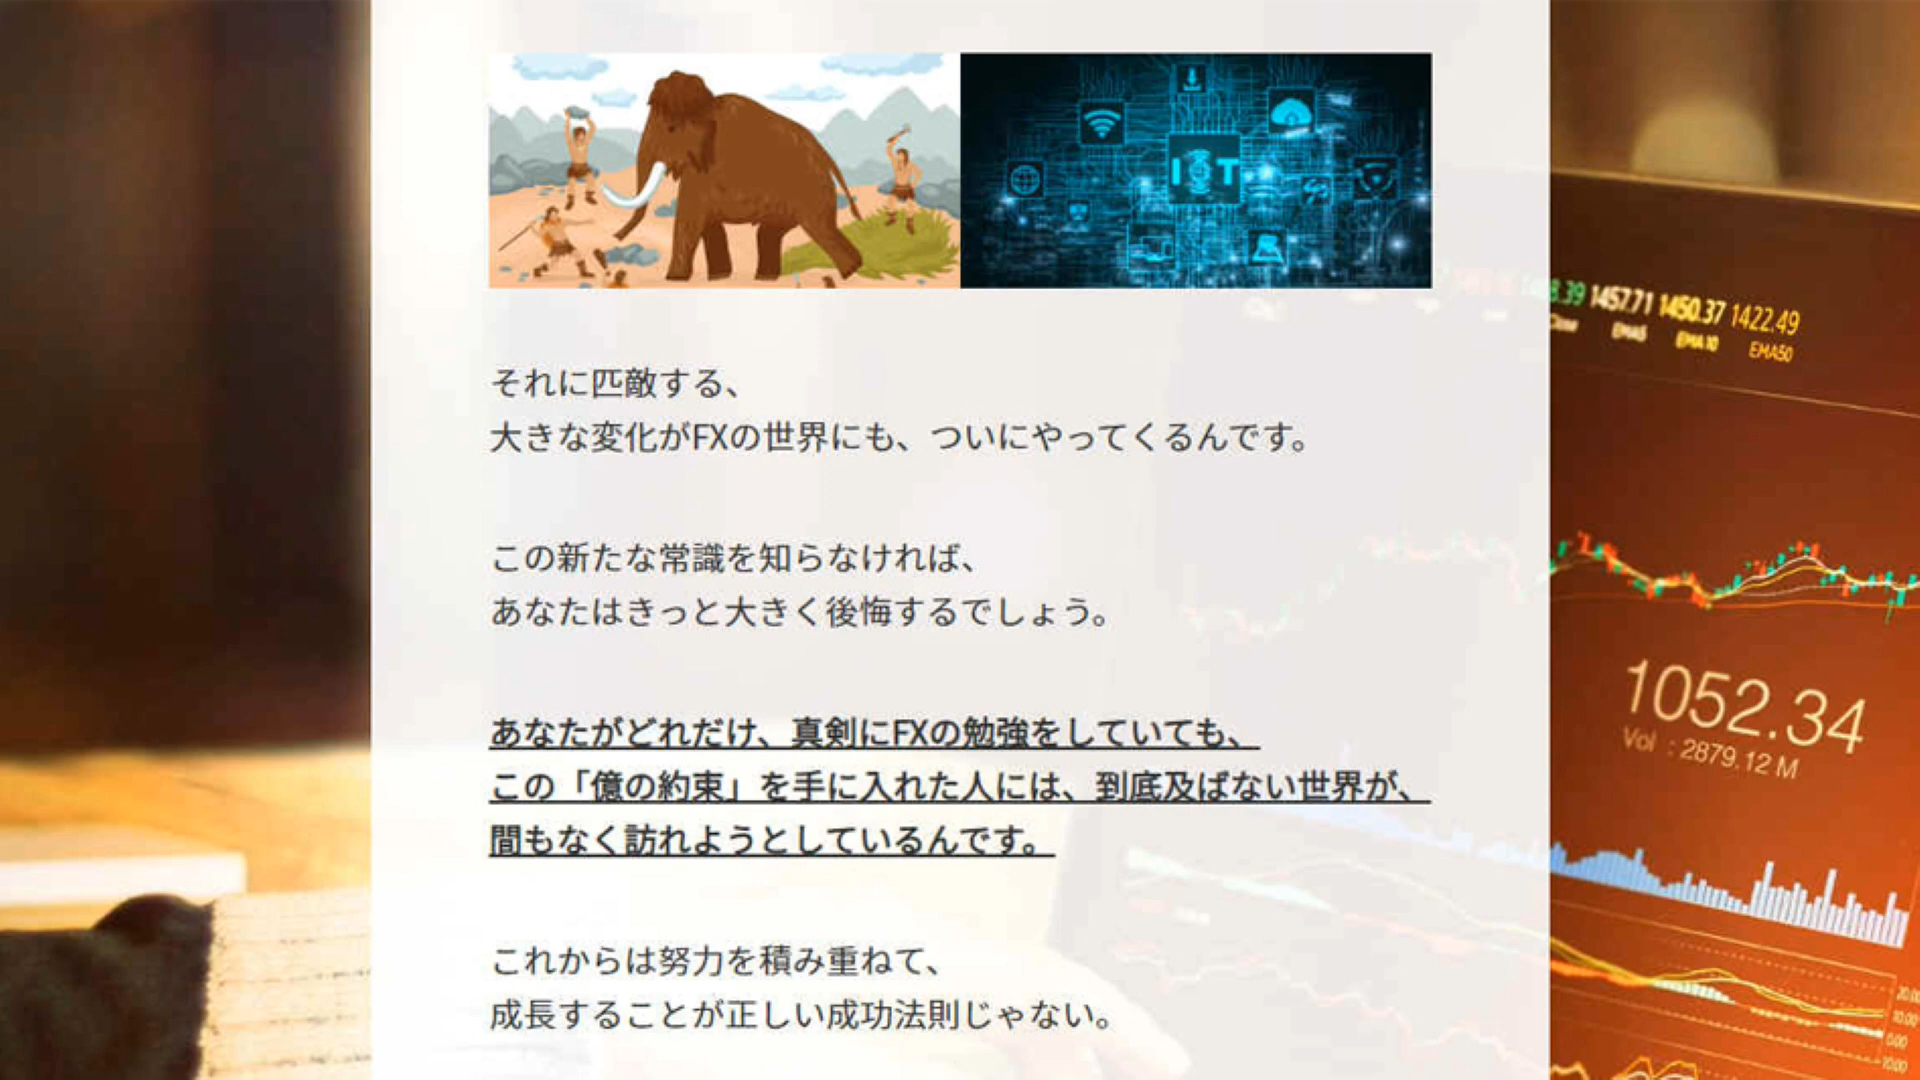 IOT
それに匹敵する、
大きな変化がFXの世界にも、ついにやってくるんです。
この新たな常識を知らなければ、
あなたはきっと大きく後悔するでしょう。
あなたがどれだけ、真剣にFXの勉強をしていても、
この「億の約束」を手に入れた人には、到底及ばない世界が、
間もなく訪れようとしているんです。
これからは努力を積み重ねて、
成長することが正しい成功法則じゃない。
1457.71 1450.37 1422.49
EMA5 EMA10 EMA50
1052.34
Vol : 2879.12 M